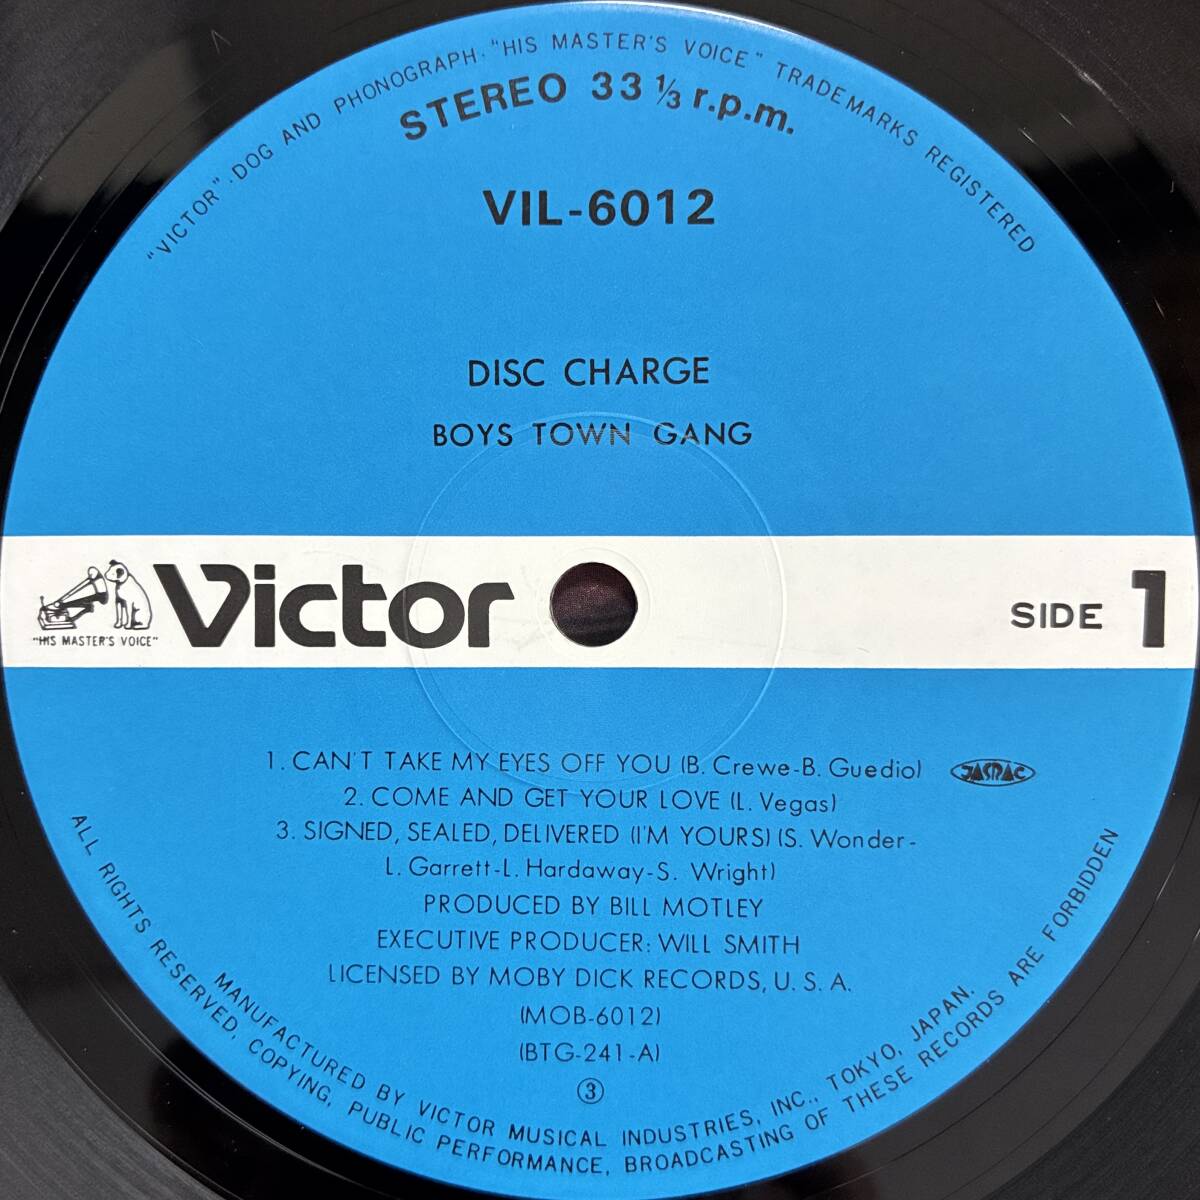 "VICTOR" · DOG AND PHONOGRAPH · "HIS MASTER'S VOICE" TRADEMARKS REGISTERED
STEREO 33 1/3 r.p.m.
VIL-6012
DISC CHARGE
BOYS TOWN GANG
"HIS MASTER'S VOICE"
Victor
SIDE 1
1. CAN'T TAKE MY EYES OFF YOU (B. Crewe-B. Guedio)
JASRAC
2. COME AND GET YOUR LOVE (L. Vegas)
3. SIGNED, SEALED, DELIVERED (I'M YOURS) (S. Wonder-
L. Garrett-L. Hardaway-S. Wright)
PRODUCED BY BILL MOTLEY
EXECUTIVE PRODUCER: WILL SMITH
LICENSED BY MOBY DICK RECORDS, U. S. A.
(MOB-6012)
(BTG-241-A)
③
MANUFACTURED BY VICTOR MUSICAL INDUSTRIES, INC., TOKYO, JAPAN.
ALL RIGHTS RESERVED, COPYING, PUBLIC PERFORMANCE, BROADCASTING OF THESE RECORDS ARE FORBIDDEN